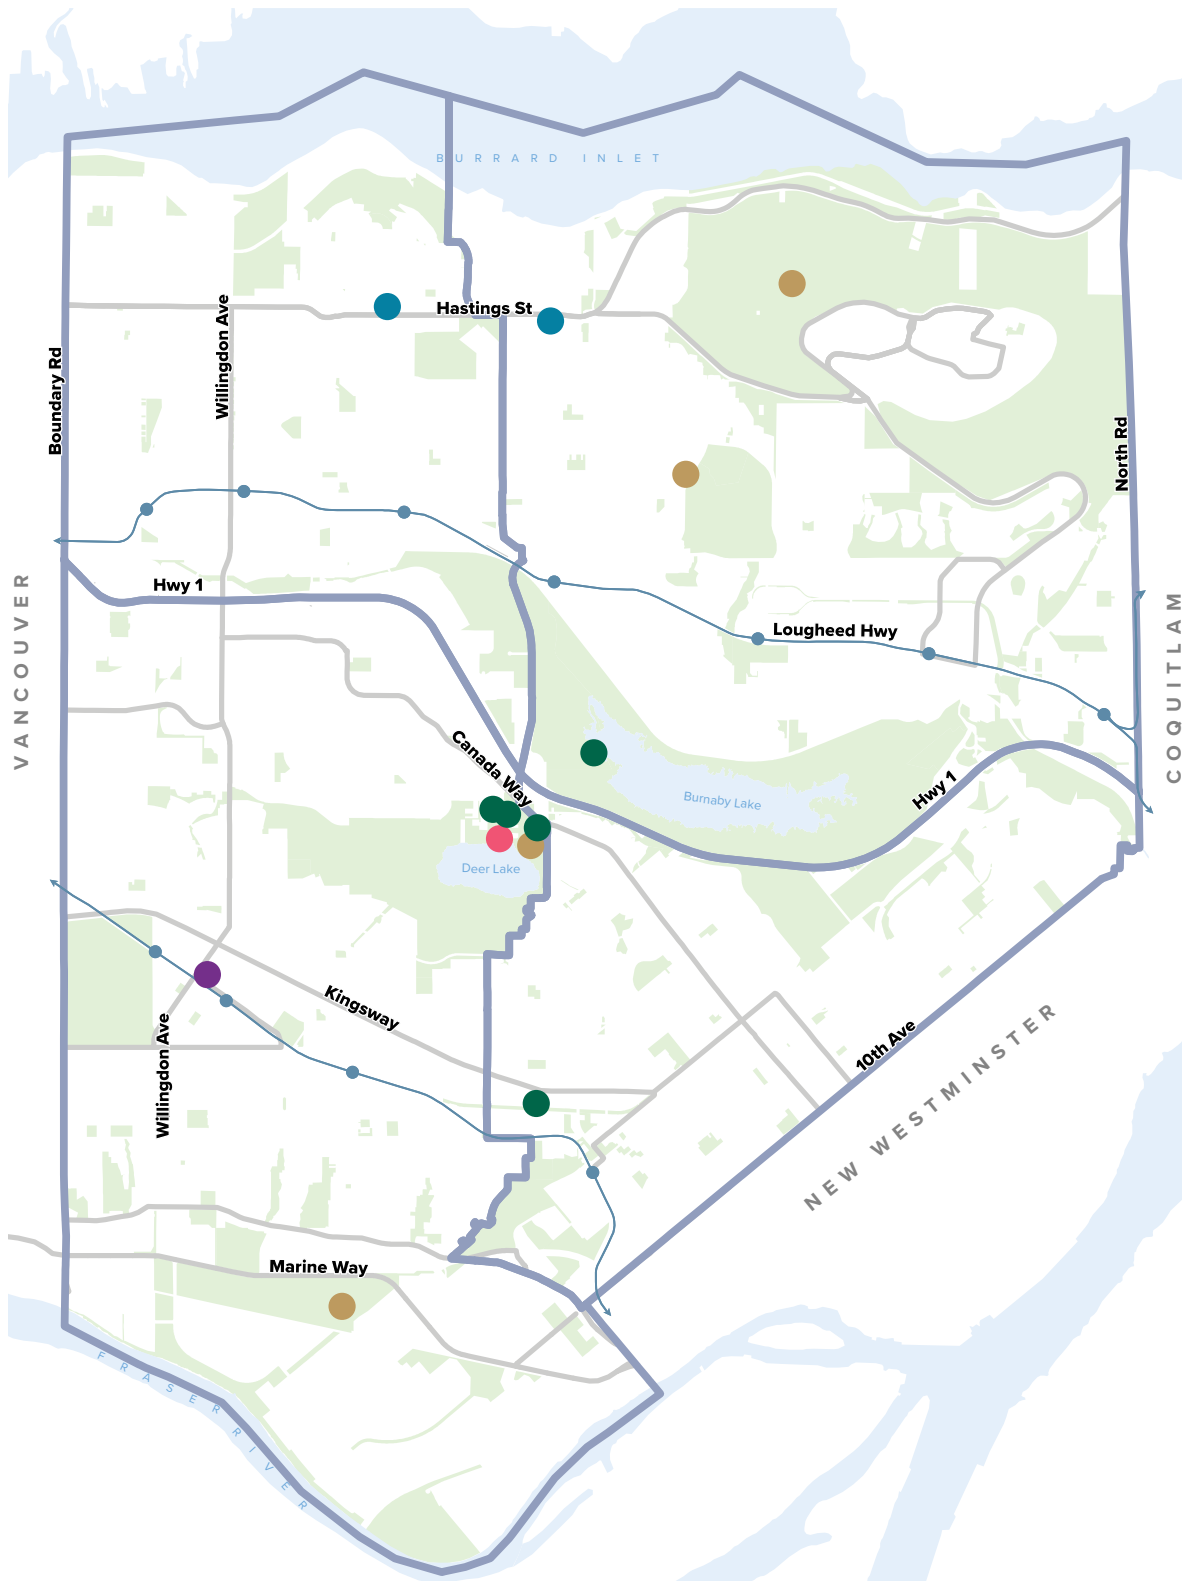 BURRARD INLET
Hastings St
Willingdon Ave
Boundary Rd
North Rd
Hwy 1
VANCOUVER
COQUITLAM
Lougheed Hwy
Canada Way
Burnaby Lake
Hwy 1
Deer Lake
Kingsway
Willingdon Ave
10th Ave
NEW WESTMINSTER
Marine Way
FRASER RIVER